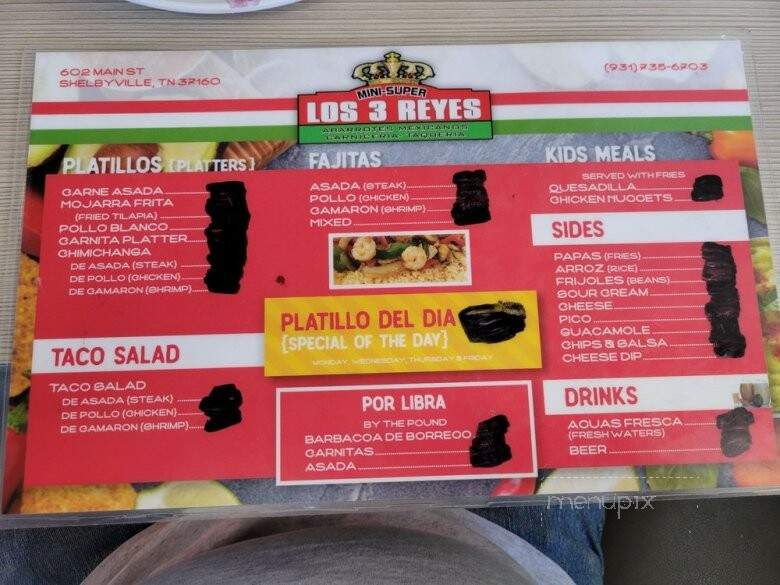 602 MAIN ST
SHELBYVILLE, TN 37160
(931) 735-6703
MINI-SUPER
LOS 3 REYES
ABARROTES MEXICANOS
CARNICERIA-TAQUERIA
PLATILLOS {PLATTERS}
CARNE ASADA
MOJARRA FRITA
(FRIED TILAPIA)
POLLO BLANCO
CARNITA PLATTER
CHIMICHANGA
DE ASADA (STEAK)
DE POLLO (CHICKEN)
DE CAMARON (SHRIMP)
TACO SALAD
TACO SALAD
DE ASADA (STEAK)
DE POLLO (CHICKEN)
DE CAMARON (SHRIMP)
FAJITAS
ASADA (STEAK)
POLLO (CHICKEN)
CAMARON (SHRIMP)
MIXED
PLATILLO DEL DIA
{SPECIAL OF THE DAY}
MONDAY, WEDNESDAY, THURSDAY & FRIDAY
POR LIBRA
BY THE POUND
BARBACOA DE BORREGO
CARNITAS
ASADA
KIDS MEALS
SERVED WITH FRIES
QUESADILLA
CHICKEN NUGGETS
SIDES
PAPAS (FRIES)
ARROZ (RICE)
FRIJOLES (BEANS)
SOUR CREAM
CHEESE
PICO
GUACAMOLE
CHIPS & SALSA
CHEESE DIP
DRINKS
AGUAS FRESCA
(FRESH WATERS)
BEER
menupix